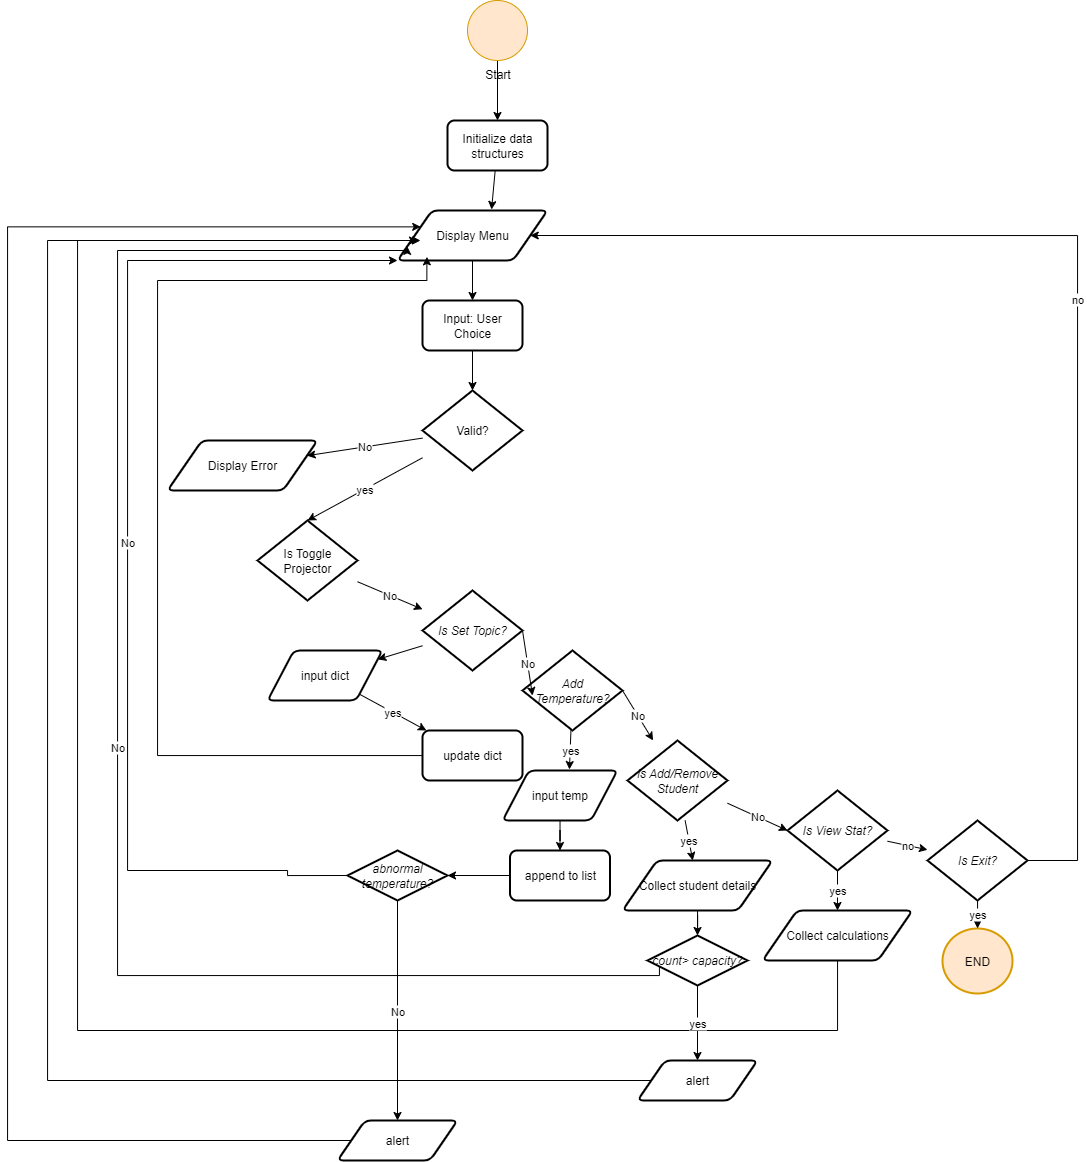 Start
Initialize data
structures
Display Menu
no
Input: User
Choice
Valid?
No
Display Error
yes
No
Is Toggle
Projector
No
Is Set Topic?
No
input dict
Add
Temperature?
yes
No
No
update dict
yes
Is Add/Remove
Student
input temp
No
Is View Stat?
yes
no
Is Exit?
abnormal
temperature?
append to list
Collect student details
yes
yes
Collect calculations
count> capacity?
END
No
yes
alert
alert